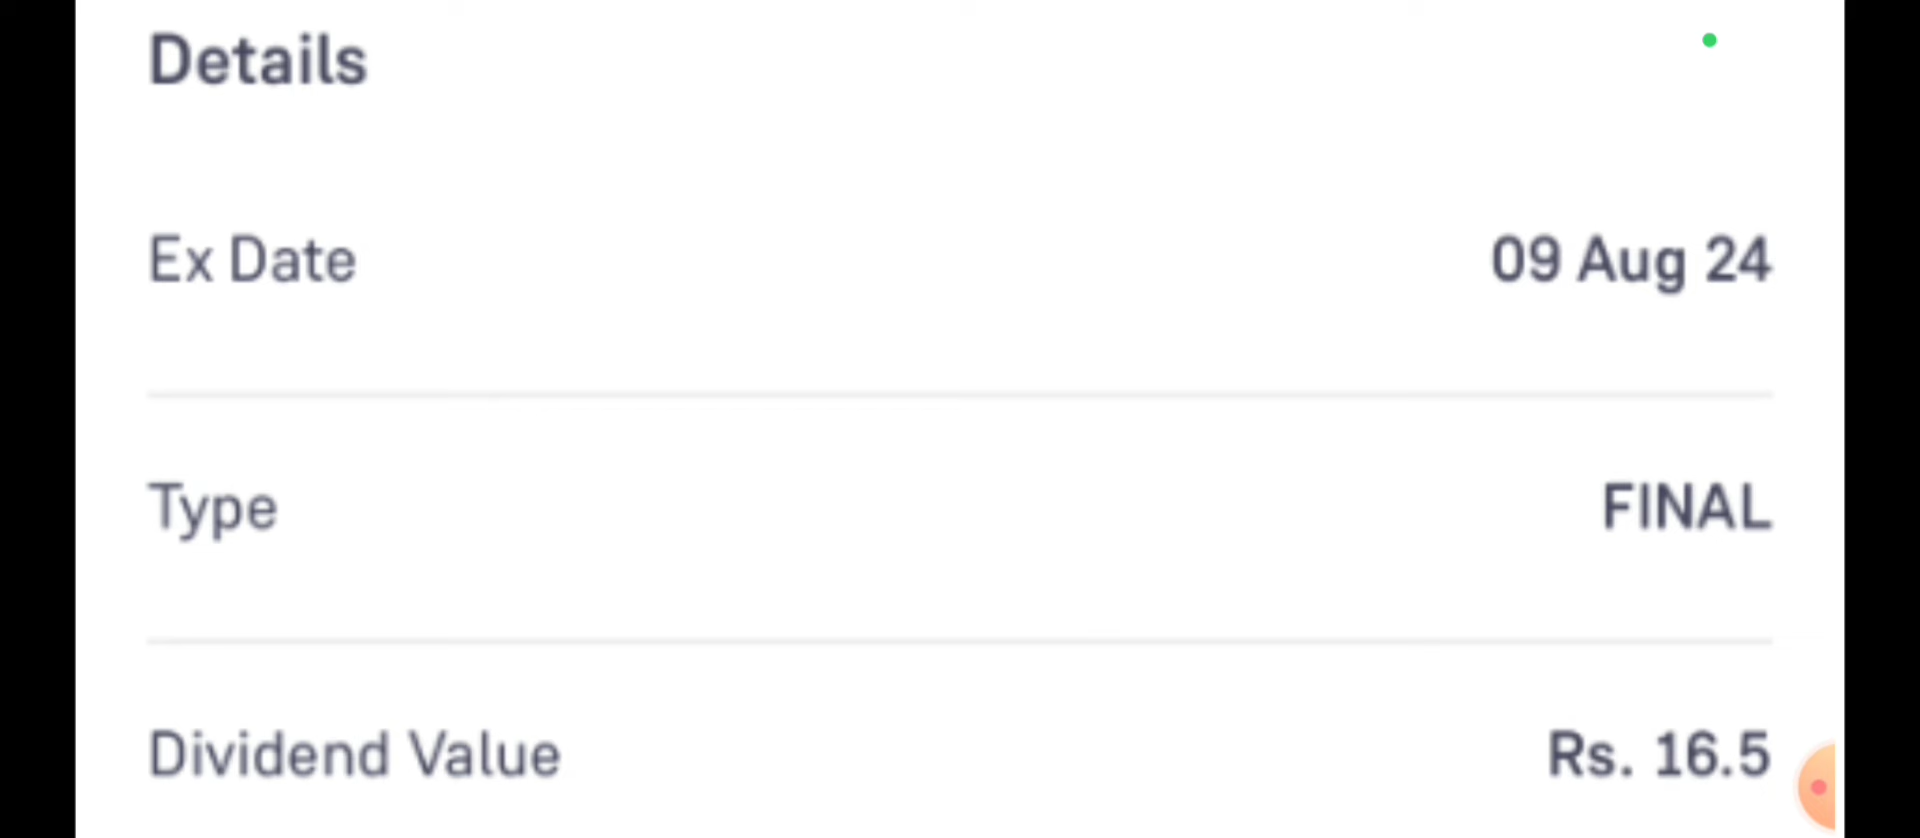 Details
Ex Date 09 Aug 24
Type FINAL
Dividend Value Rs. 16.5